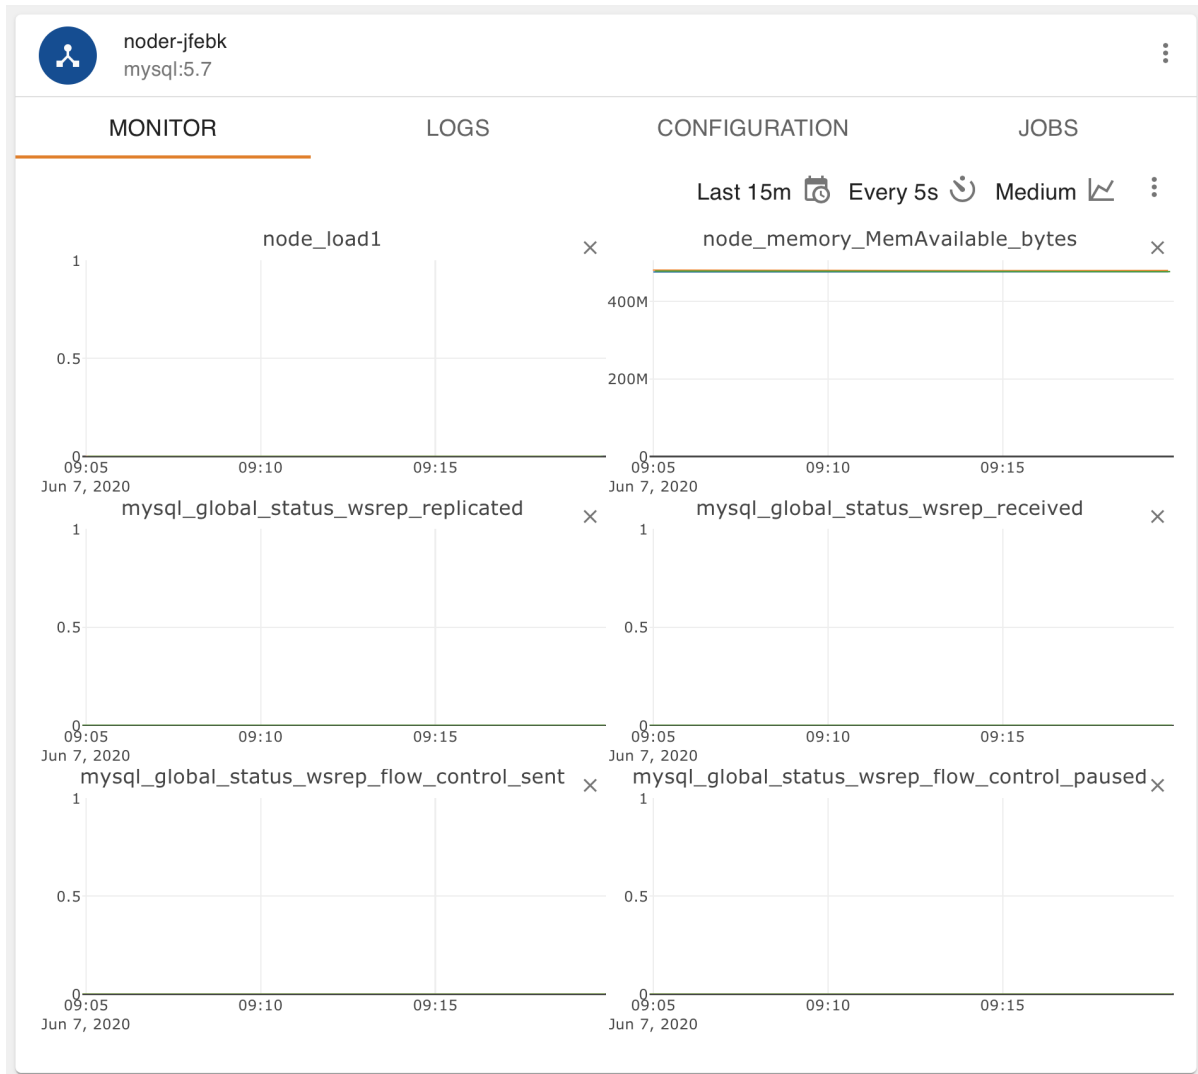 noder-jfebk
mysql:5.7
MONITOR LOGS CONFIGURATION JOBS
Last 15m Every 5s Medium
node_load1
1
0.5
0
09:05 09:10 09:15
Jun 7, 2020
node_memory_MemAvailable_bytes
400M
200M
0
09:05 09:10 09:15
Jun 7, 2020
mysql_global_status_wsrep_replicated
1
0.5
0
09:05 09:10 09:15
Jun 7, 2020
mysql_global_status_wsrep_received
1
0.5
0
09:05 09:10 09:15
Jun 7, 2020
mysql_global_status_wsrep_flow_control_sent
1
0.5
0
09:05 09:10 09:15
Jun 7, 2020
mysql_global_status_wsrep_flow_control_paused
1
0.5
0
09:05 09:10 09:15
Jun 7, 2020